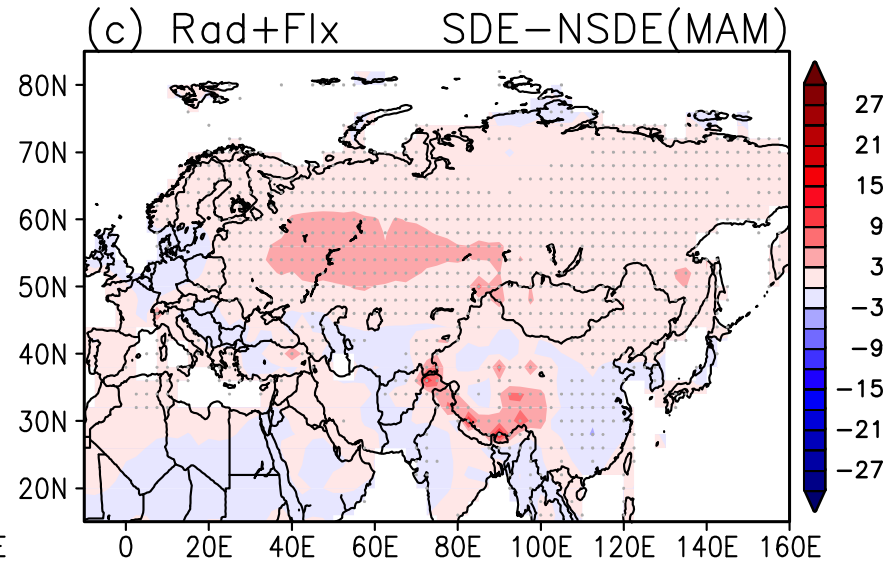 (c) Rad+Flx SDE−NSDE(MAM)
80N
70N
60N
50N
40N
30N
20N
E 0 20E 40E 60E 80E 100E 120E 140E 160E
27
21
15
9
3
−3
−9
−15
−21
−27